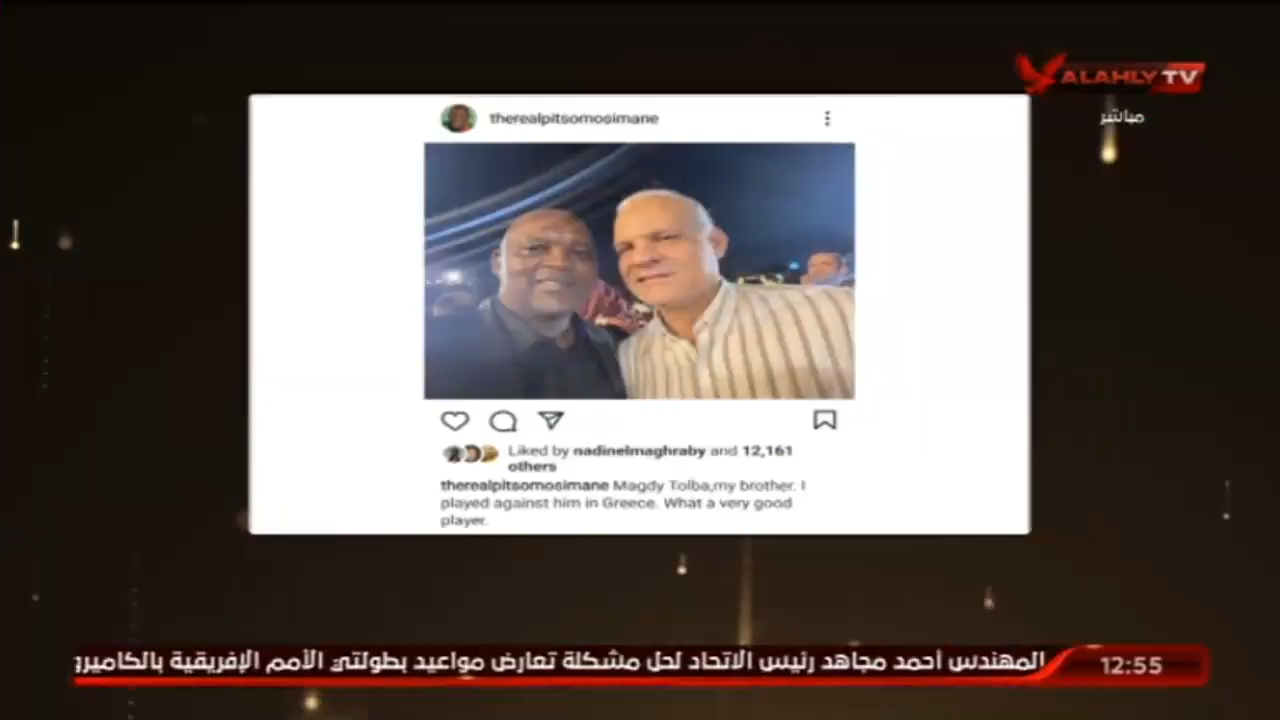 ALAHLY TV
مباشر
therealpitsomosimane
Liked by nadinelmaghraby and 12,161
others
therealpitsomosimane Magdy Tolba,my brother. I
played against him in Greece. What a very good
player.
المهندس أحمد مجاهد رئيس الاتحاد لحل مشكلة تعارض مواعيد بطولتي الأمم الإفريقية
12:55